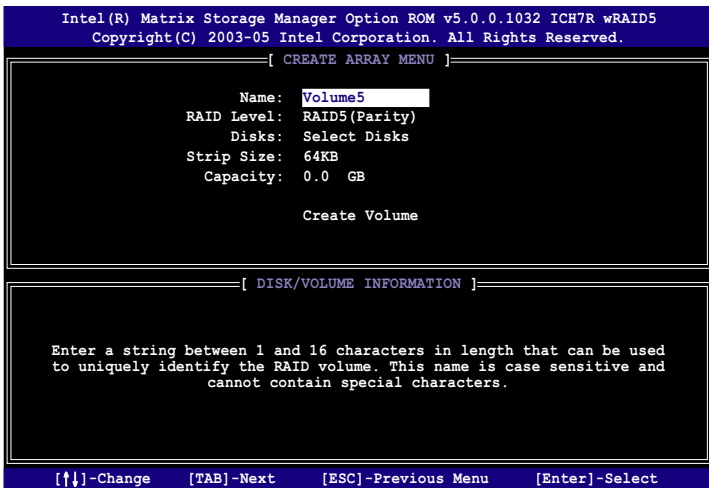 Intel(R) Matrix Storage Manager Option ROM v5.0.0.1032 ICH7R wRAID5
Copyright(C) 2003-05 Intel Corporation. All Rights Reserved.
[ CREATE ARRAY MENU ]
Name: Volume5
RAID Level: RAID5(Parity)
Disks: Select Disks
Strip Size: 64KB
Capacity: 0.0 GB
Create Volume
[ DISK/VOLUME INFORMATION ]
Enter a string between 1 and 16 characters in length that can be used
to uniquely identify the RAID volume. This name is case sensitive and
cannot contain special characters.
[↑↓]-Change [TAB]-Next [ESC]-Previous Menu [Enter]-Select